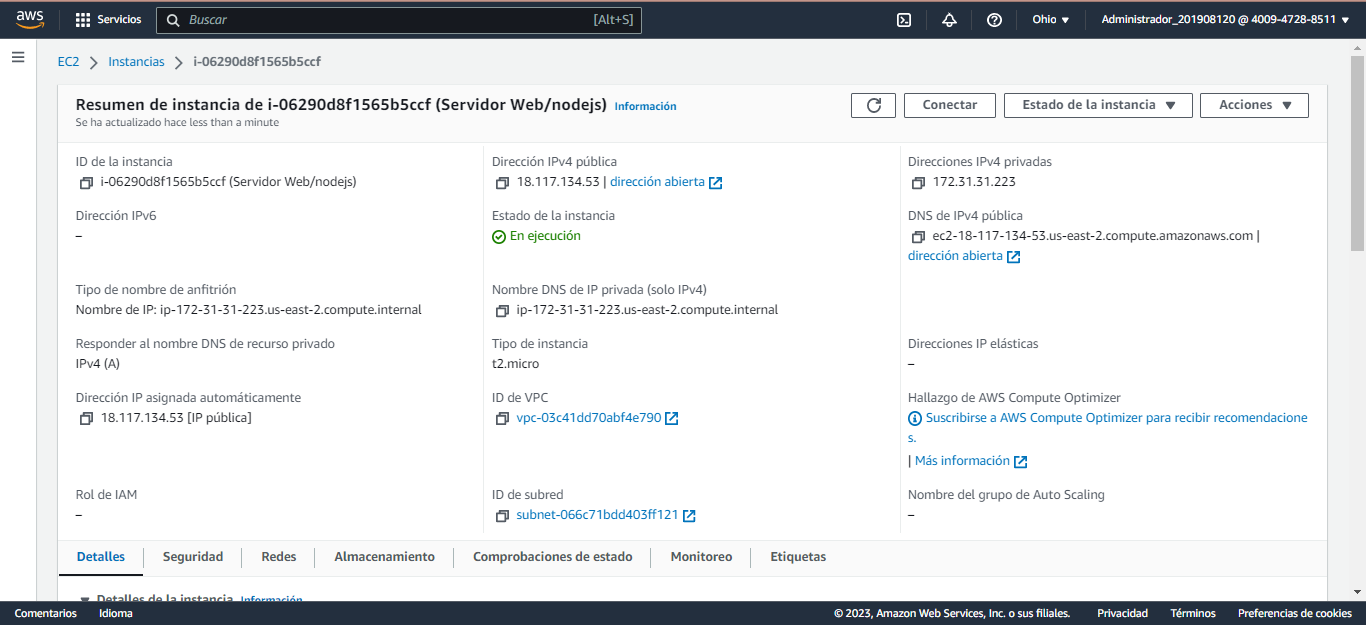 aws
Servicios
Buscar
[Alt+S]
Ohio
Administrador_201908120 @ 4009-4728-8511
EC2
Instancias
i-06290d8f1565b5ccf
Resumen de instancia de i-06290d8f1565b5ccf (Servidor Web/nodejs) Información
Se ha actualizado hace less than a minute
Conectar
Estado de la instancia
Acciones
ID de la instancia
i-06290d8f1565b5ccf (Servidor Web/nodejs)
Dirección IPv4 pública
18.117.134.53 | dirección abierta
Direcciones IPv4 privadas
172.31.31.223
Dirección IPv6
–
Estado de la instancia
En ejecución
DNS de IPv4 pública
ec2-18-117-134-53.us-east-2.compute.amazonaws.com |
dirección abierta
Tipo de nombre de anfitrión
Nombre de IP: ip-172-31-31-223.us-east-2.compute.internal
Nombre DNS de IP privada (solo IPv4)
ip-172-31-31-223.us-east-2.compute.internal
Responder al nombre DNS de recurso privado
IPv4 (A)
Tipo de instancia
t2.micro
Direcciones IP elásticas
–
Dirección IP asignada automáticamente
18.117.134.53 [IP pública]
ID de VPC
vpc-03c41dd70abf4e790
Hallazgo de AWS Compute Optimizer
Suscribirse a AWS Compute Optimizer para recibir recomendacione
s.
| Más información
Rol de IAM
–
ID de subred
subnet-066c71bdd403ff121
Nombre del grupo de Auto Scaling
–
Detalles
Seguridad
Redes
Almacenamiento
Comprobaciones de estado
Monitoreo
Etiquetas
Detalles de la instancia Información
Comentarios
Idioma
© 2023, Amazon Web Services, Inc. o sus filiales.
Privacidad
Términos
Preferencias de cookies